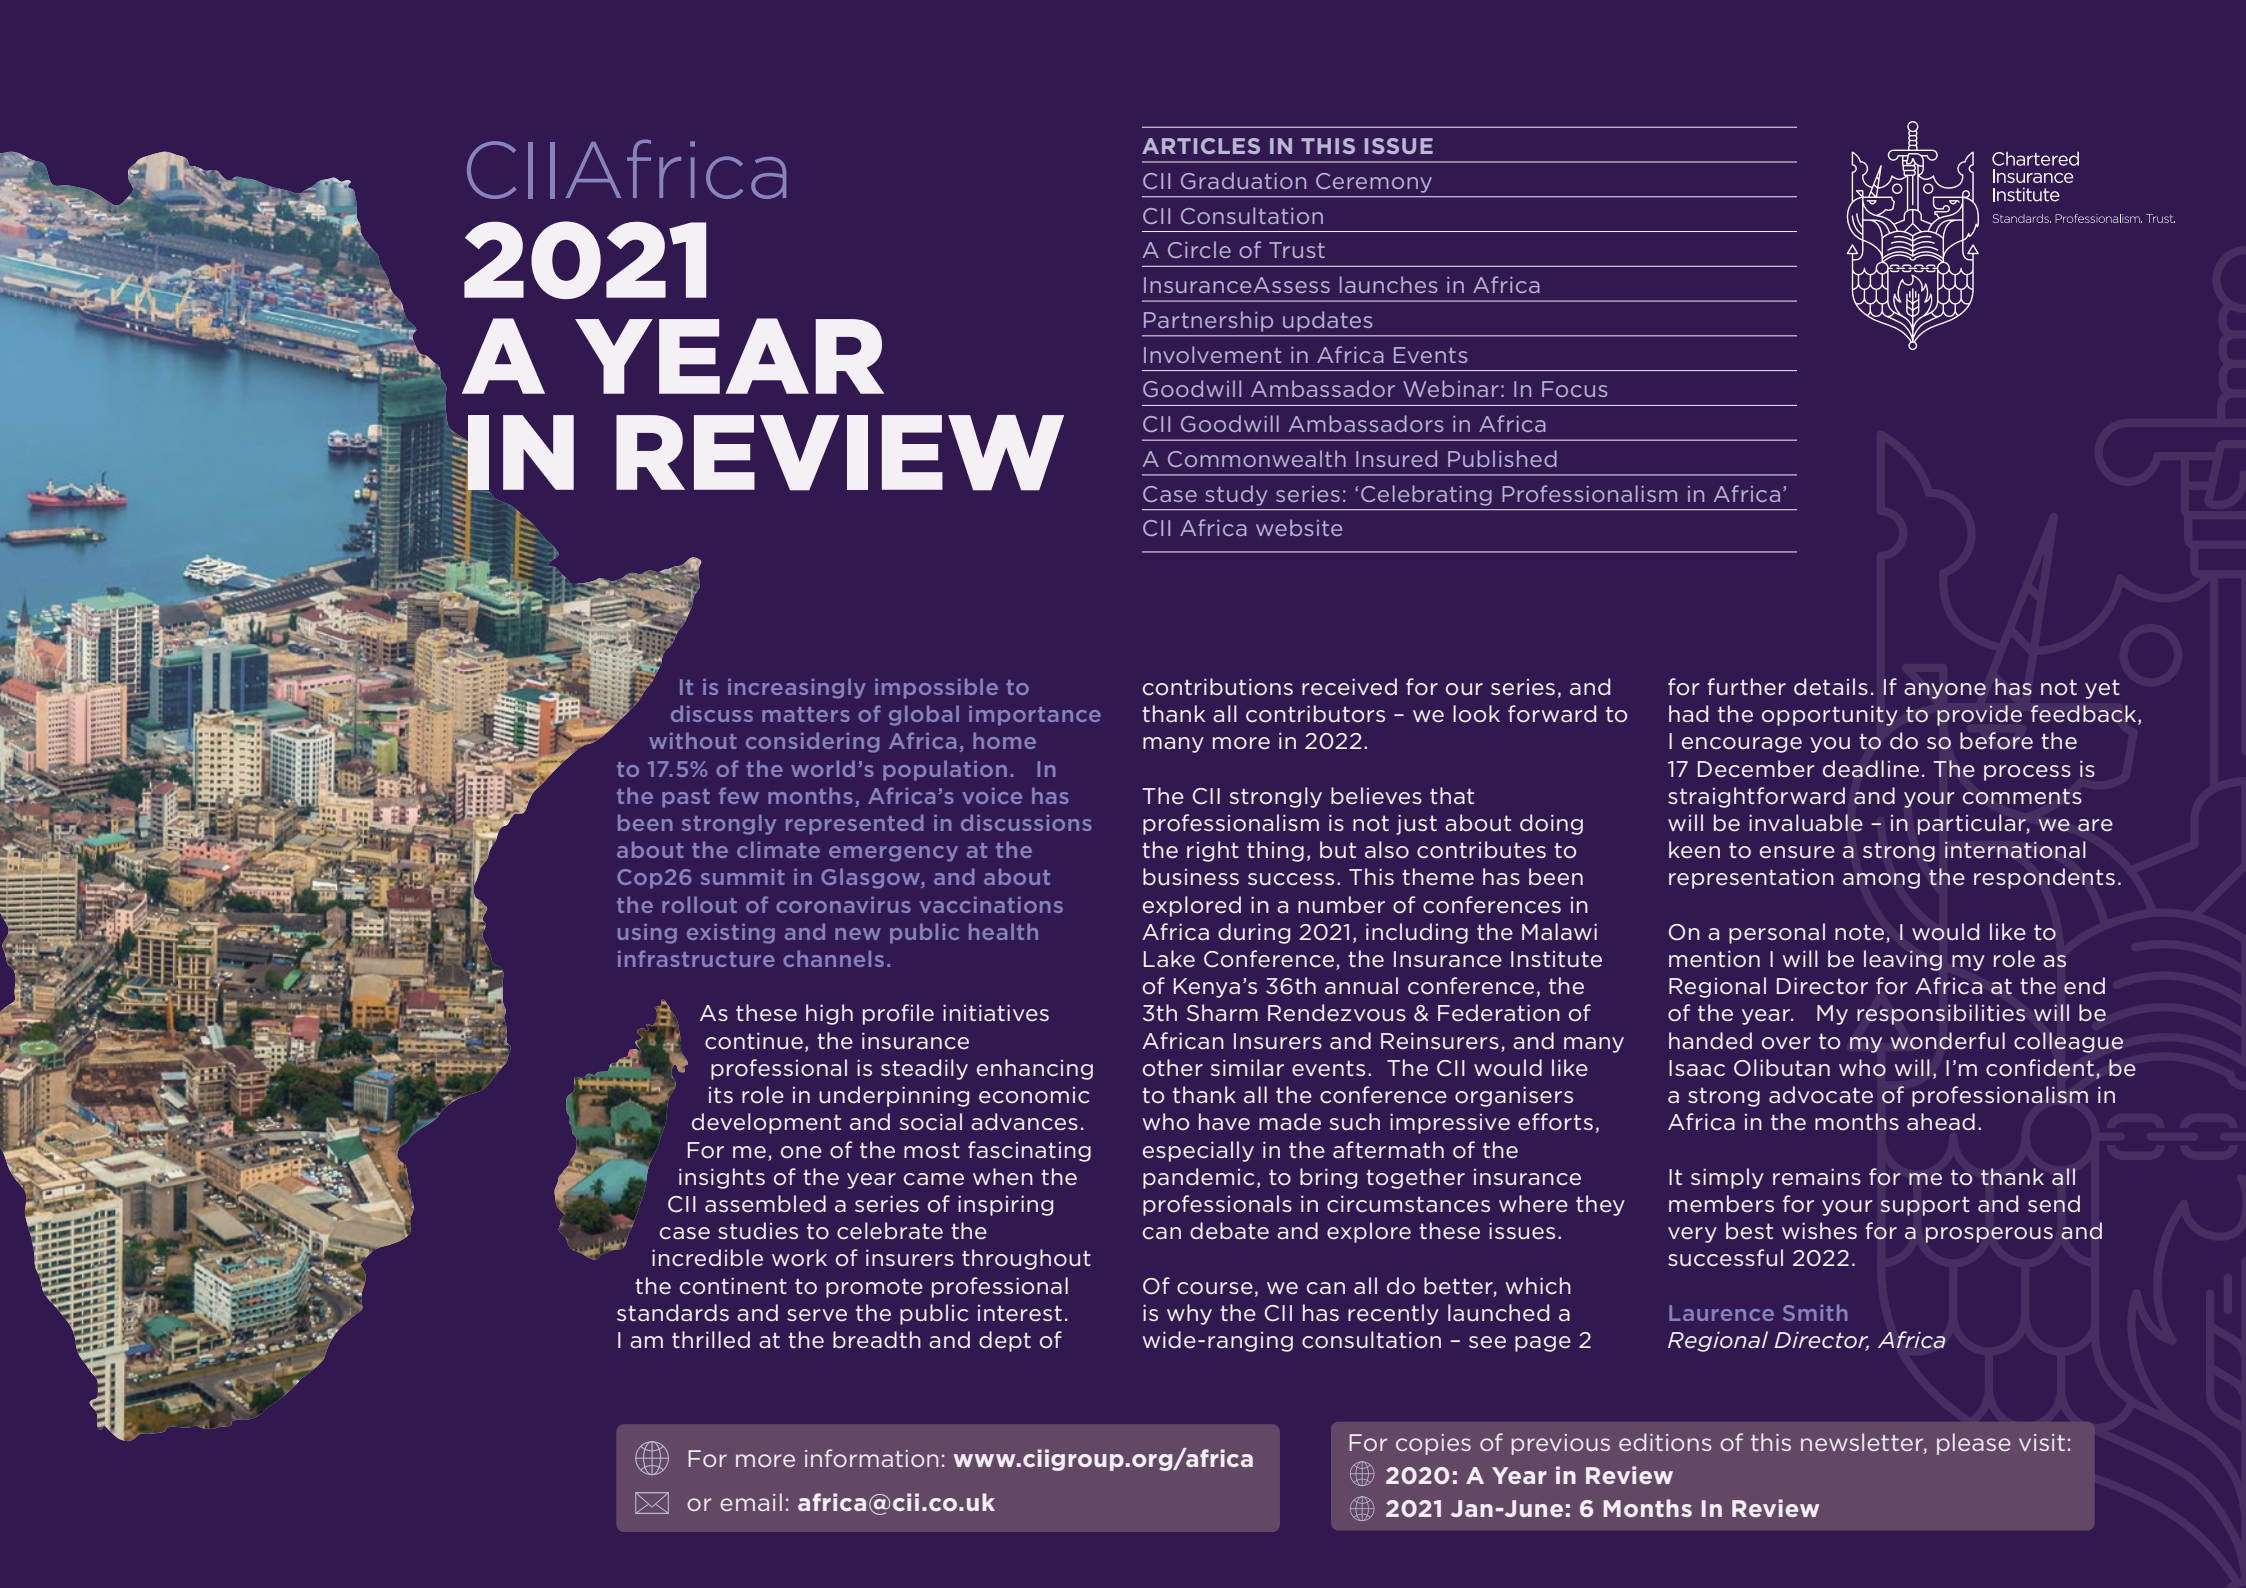 CIIAfrica
2021
A YEAR
IN REVIEW
ARTICLES IN THIS ISSUE
CII Graduation Ceremony
CII Consultation
A Circle of Trust
InsuranceAssess launches in Africa
Partnership updates
Involvement in Africa Events
Goodwill Ambassador Webinar: In Focus
CII Goodwill Ambassadors in Africa
A Commonwealth Insured Published
Case study series: ‘Celebrating Professionalism in Africa’
CII Africa website
Chartered
Insurance
Institute
Standards. Professionalism. Trust.
It is increasingly impossible to
discuss matters of global importance
without considering Africa, home
to 17.5% of the world’s population.   In
the past few months, Africa’s voice has
been strongly represented in discussions
about the climate emergency at the
Cop26 summit in Glasgow, and about
the rollout of coronavirus vaccinations
using existing and new public health
infrastructure channels.
As these high profile initiatives
continue, the insurance
professional is steadily enhancing
its role in underpinning economic
development and social advances.
For me, one of the most fascinating
insights of the year came when the
CII assembled a series of inspiring
case studies to celebrate the
incredible work of insurers throughout
the continent to promote professional
standards and serve the public interest.
I am thrilled at the breadth and dept of
contributions received for our series, and
thank all contributors – we look forward to
many more in 2022.
The CII strongly believes that
professionalism is not just about doing
the right thing, but also contributes to
business success. This theme has been
explored in a number of conferences in
Africa during 2021, including the Malawi
Lake Conference, the Insurance Institute
of Kenya’s 36th annual conference, the
3th Sharm Rendezvous & Federation of
African Insurers and Reinsurers, and many
other similar events.  The CII would like
to thank all the conference organisers
who have made such impressive efforts,
especially in the aftermath of the
pandemic, to bring together insurance
professionals in circumstances where they
can debate and explore these issues.
Of course, we can all do better, which
is why the CII has recently launched a
wide-ranging consultation – see page 2
for further details. If anyone has not yet
had the opportunity to provide feedback,
I encourage you to do so before the
17 December deadline. The process is
straightforward and your comments
will be invaluable – in particular, we are
keen to ensure a strong international
representation among the respondents.
On a personal note, I would like to
mention I will be leaving my role as
Regional Director for Africa at the end
of the year.   My responsibilities will be
handed over to my wonderful colleague
Isaac Olibutan who will, I’m confident, be
a strong advocate of professionalism in
Africa in the months ahead.
It simply remains for me to thank all
members for your support and send
very best wishes for a prosperous and
successful 2022.
Laurence Smith
Regional Director, Africa
For more information: www.ciigroup.org/africa
or email: africa@cii.co.uk
For copies of previous editions of this newsletter, please visit:
2020: A Year in Review
2021 Jan-June: 6 Months In Review